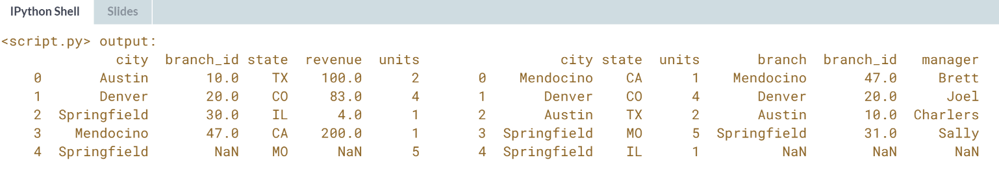 IPython Shell Slides
<script.py> output:
city branch_id state revenue units city state units branch branch_id manager
0 Austin 10.0 TX 100.0 2 0 Mendocino CA 1 Mendocino 47.0 Brett
1 Denver 20.0 CO 83.0 4 1 Denver CO 4 Denver 20.0 Joel
2 Springfield 30.0 IL 4.0 1 2 Austin TX 2 Austin 10.0 Charlers
3 Mendocino 47.0 CA 200.0 1 3 Springfield MO 5 Springfield 31.0 Sally
4 Springfield NaN MO NaN 5 4 Springfield IL 1 NaN NaN NaN